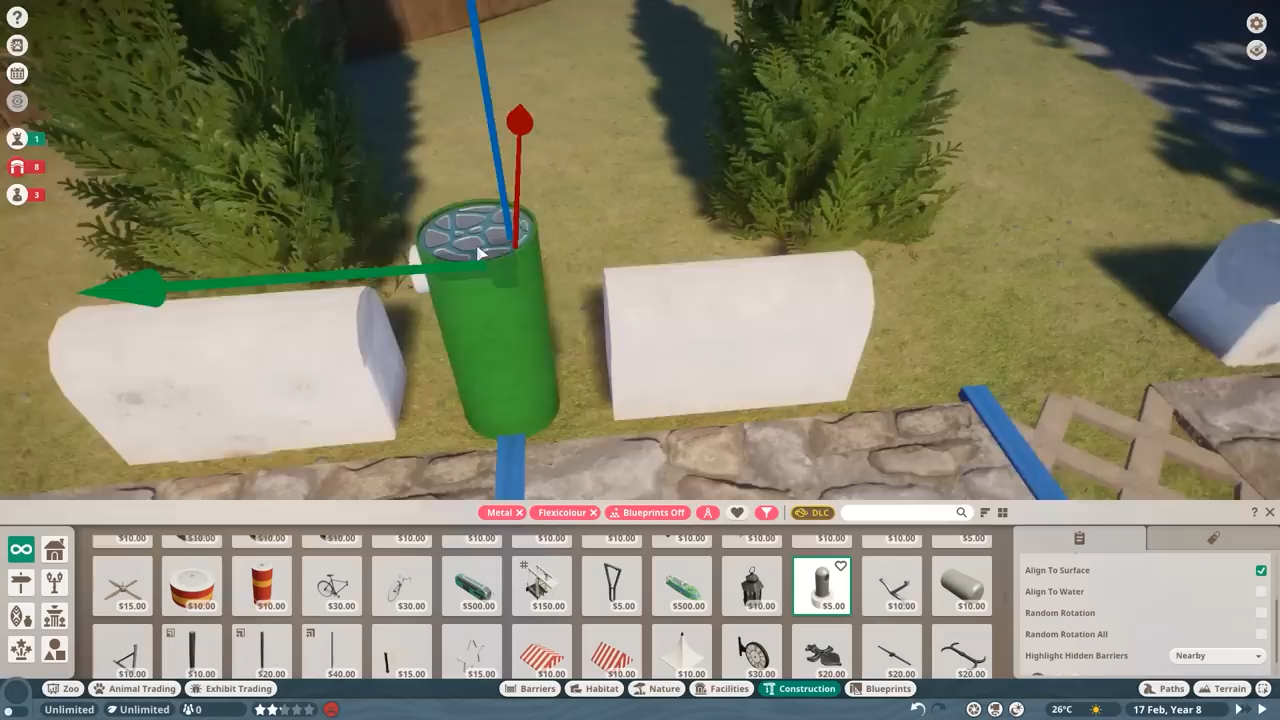 ?
1
8
3
Metal ✕ Flexicolour ✕ Blueprints Off DLC ? ✕
$10.00 $10.00 $10.00 $10.00 $10.00 $10.00 $10.00 $10.00 $10.00 $10.00 $10.00 $10.00 $5.00
$15.00 $10.00 $10.00 $30.00 $30.00 $500.00 $150.00 $5.00 $500.00 $10.00 $5.00 $10.00 $10.00
$10.00 $10.00 $20.00 $40.00 $15.00 $10.00 $10.00 $10.00 $10.00 $30.00 $20.00 $20.00 $20.00
Align To Surface
Align To Water
Random Rotation
Random Rotation All
Highlight Hidden Barriers Nearby
Zoo Animal Trading Exhibit Trading Barriers Habitat Nature Facilities Construction Blueprints Paths Terrain
Unlimited Unlimited 0 26°C 17 Feb, Year 8